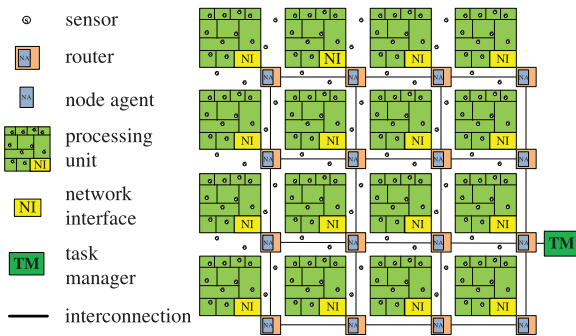 sensor
NA
router
NA
node agent
NI
processing
unit
NI
network
interface
TM
task
manager
interconnection
NI NI NI NI
NA NA NA NA
NI NI NI NI
NA NA NA NA
NI NI NI NI
NA NA NA NA
TM
NI NI NI NI
NA NA NA NA